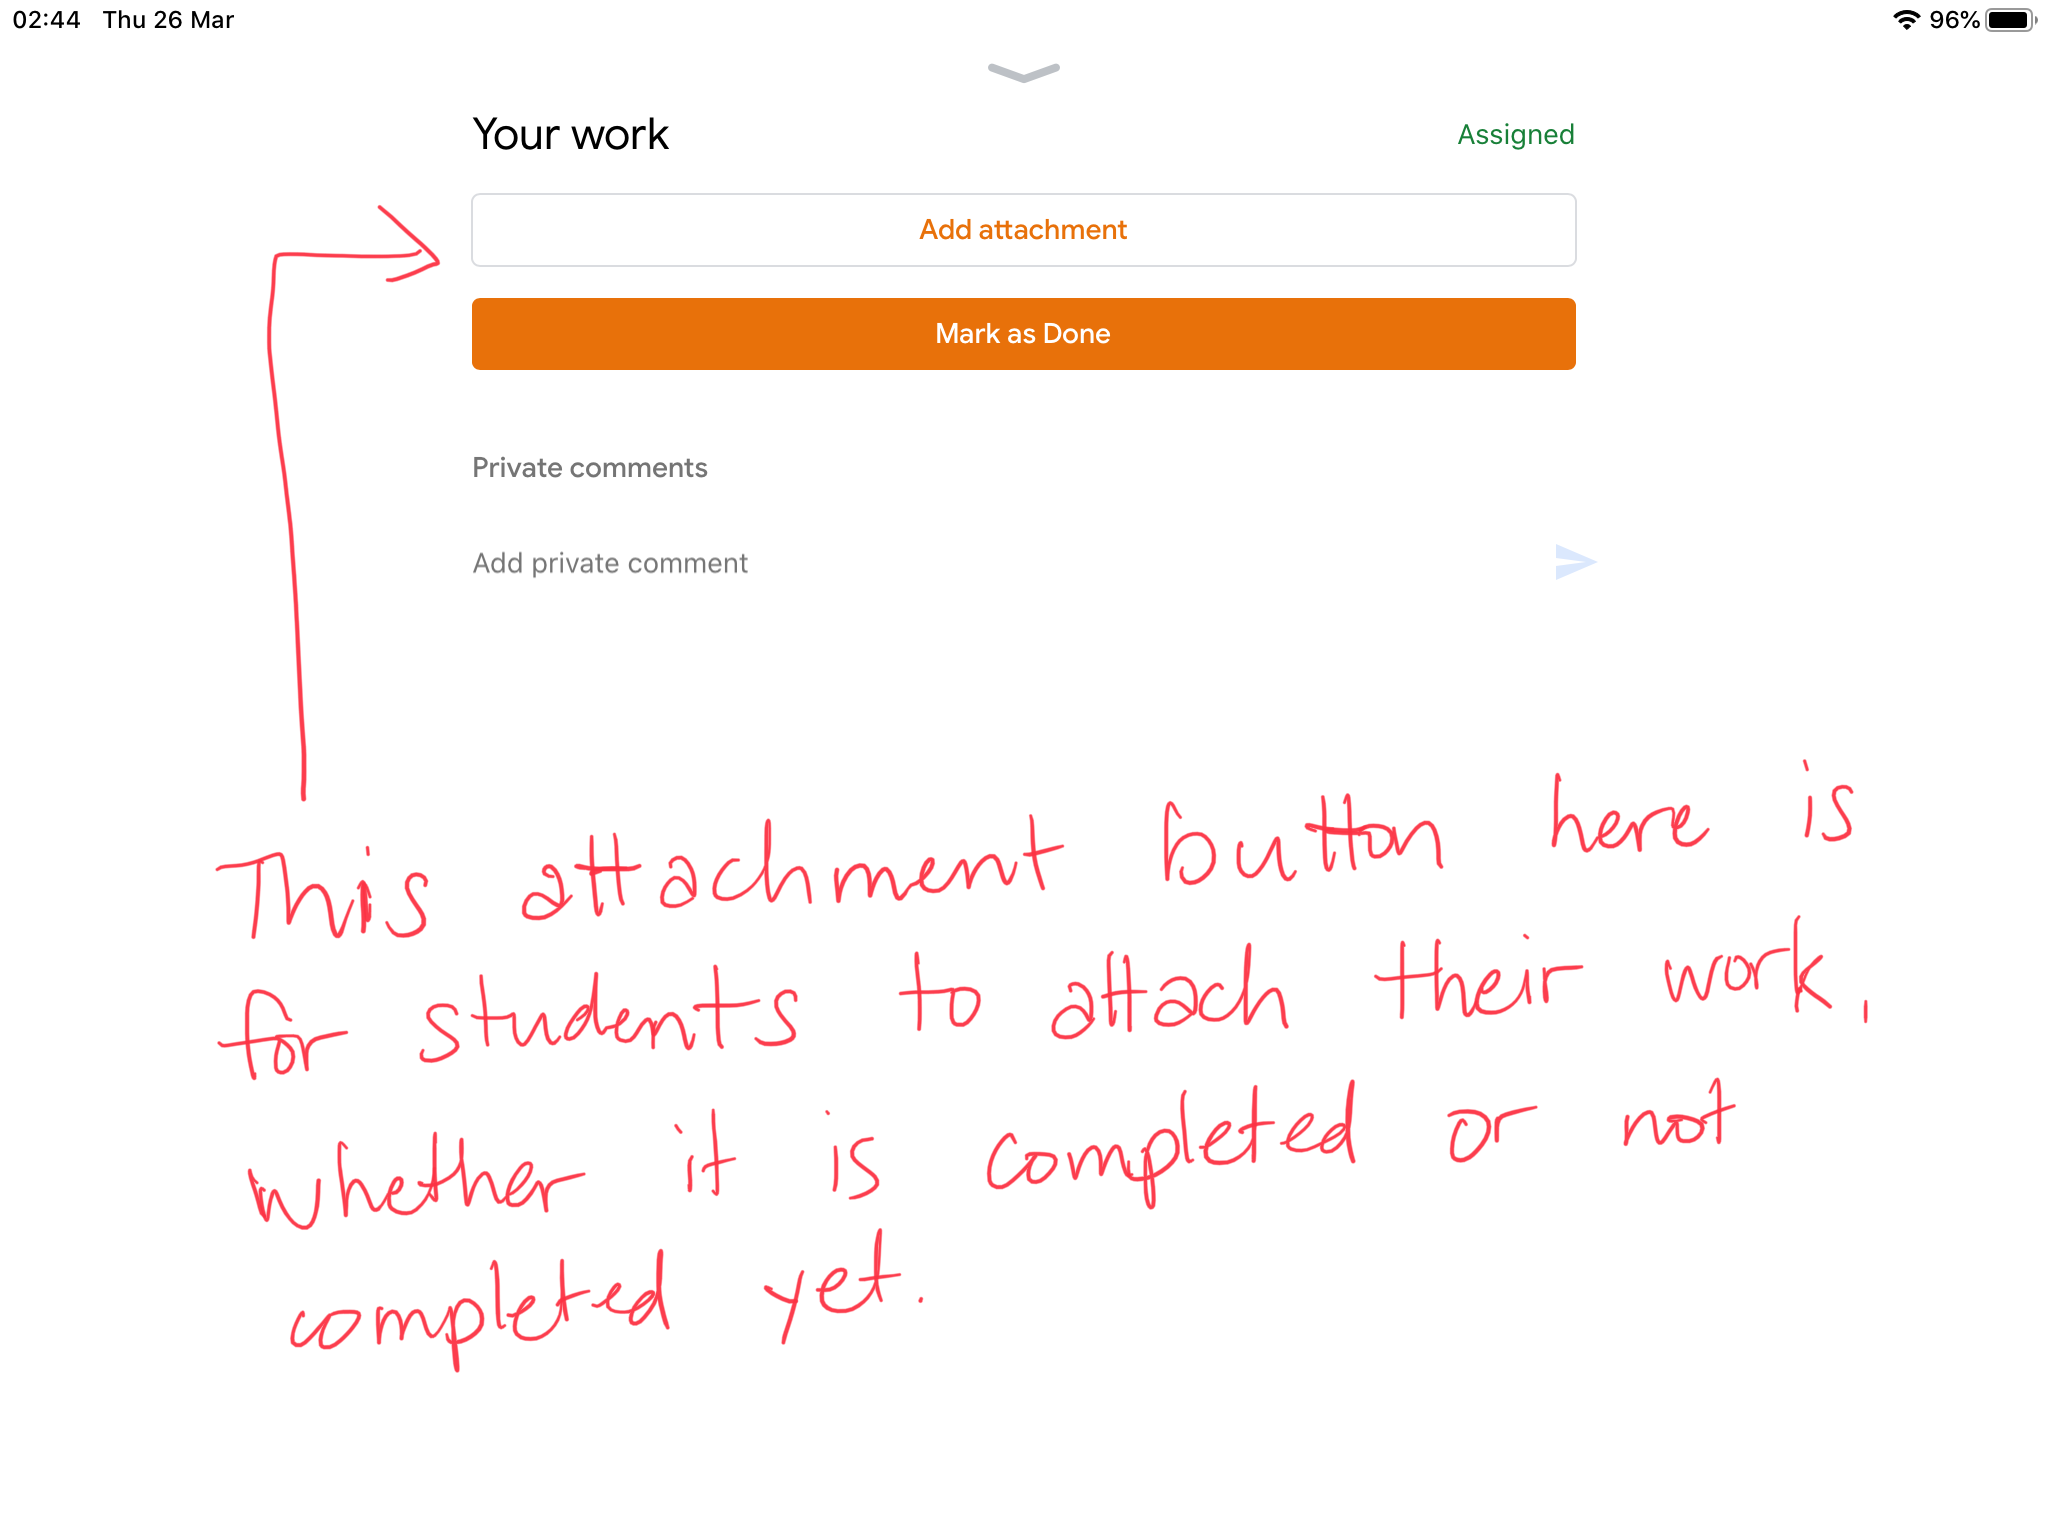 02:44 Thu 26 Mar 96%
Your work Assigned
Add attachment
Mark as Done
Private comments
Add private comment
This attachment button here is
for students to attach their work,
whether it is completed or not
completed yet.